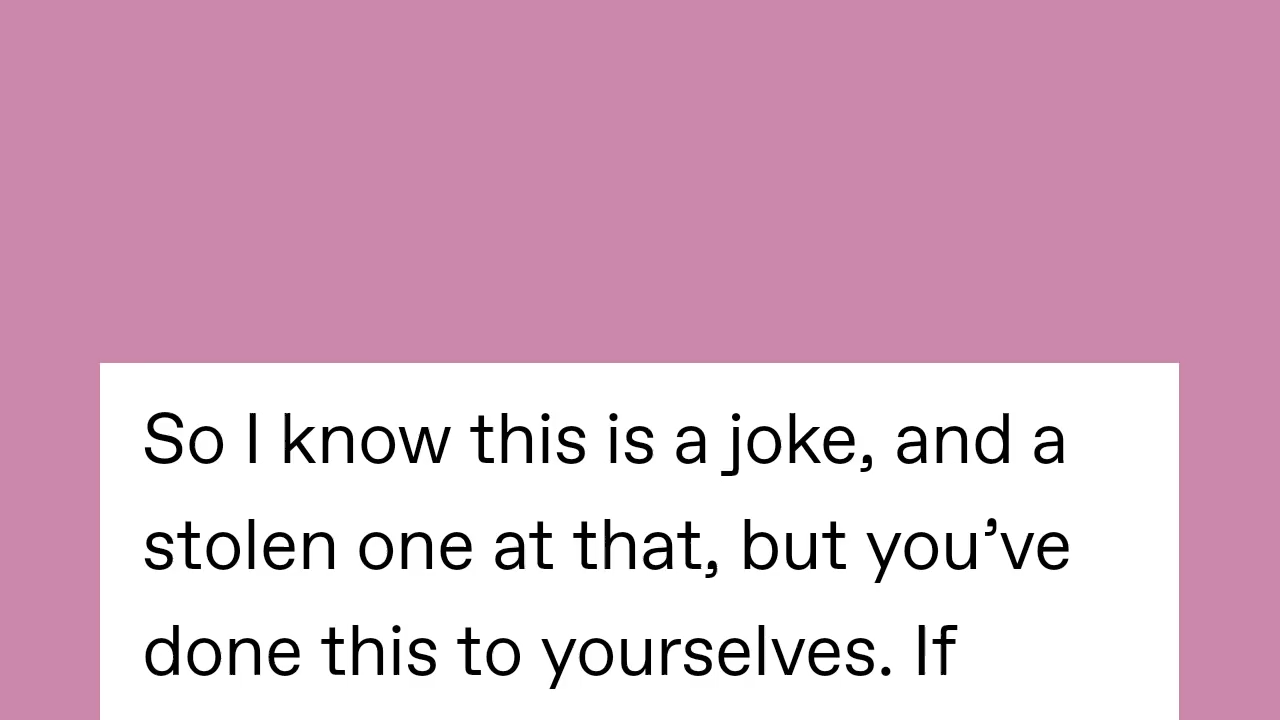 So I know this is a joke, and a
stolen one at that, but you’ve
done this to yourselves. If